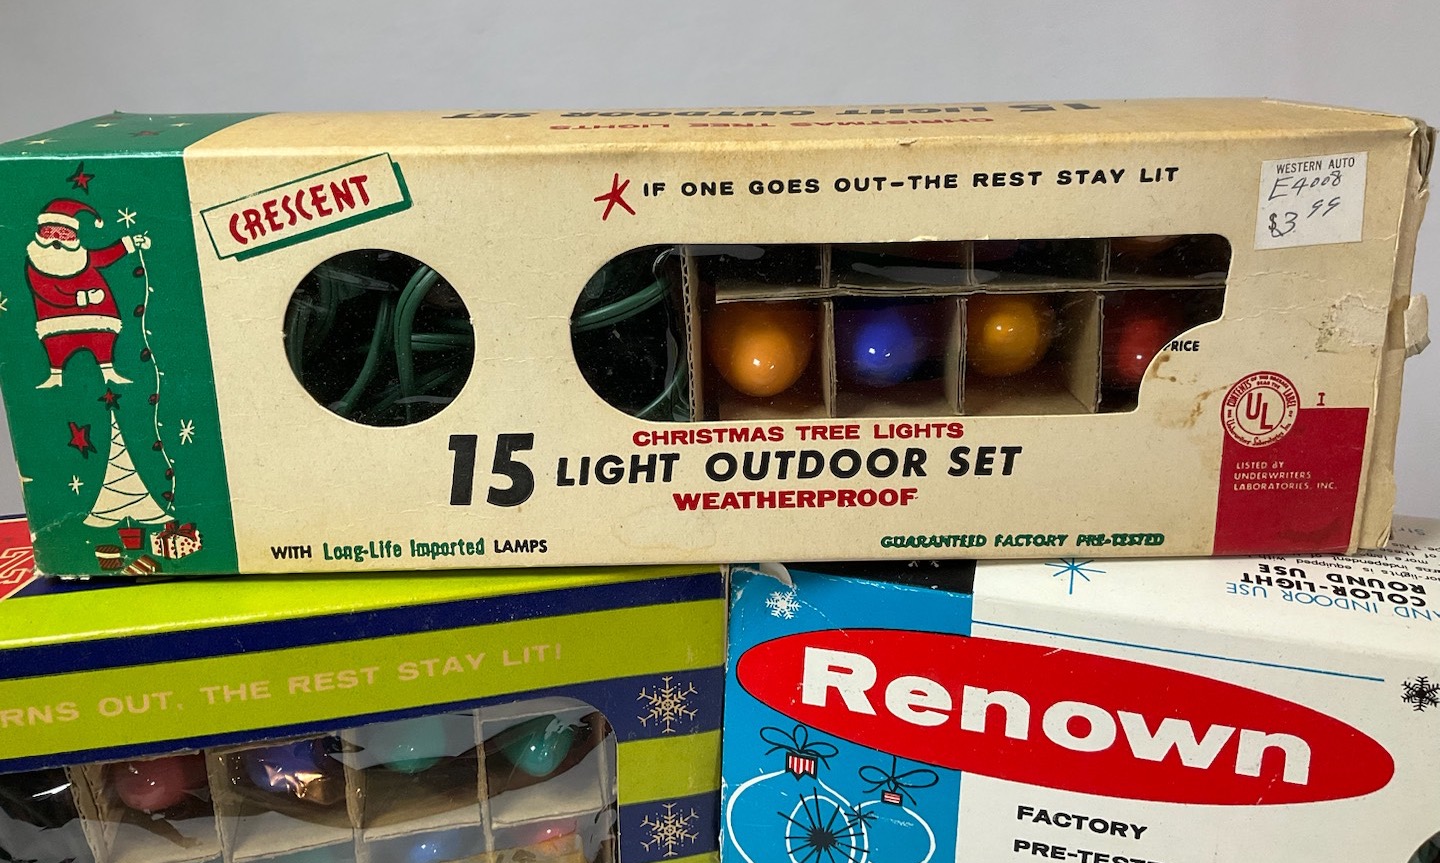 15 LIGHT OUTDOOR SET
CHRISTMAS TREE LIGHTS
CRESCENT
IF ONE GOES OUT-THE REST STAY LIT
WESTERN AUTO
E4008
$3.99
PRICE
CHRISTMAS TREE LIGHTS
15 LIGHT OUTDOOR SET
WEATHERPROOF
WITH Long-Life Imported LAMPS
GUARANTEED FACTORY PRE-TESTED
UL
I
LISTED BY
UNDERWRITERS
LABORATORIES, INC.
RNS OUT, THE REST STAY LIT!
AND INDOOR USE
COLOR-LIGHT
ROUND USE
Renown
FACTORY
PRE-TEST